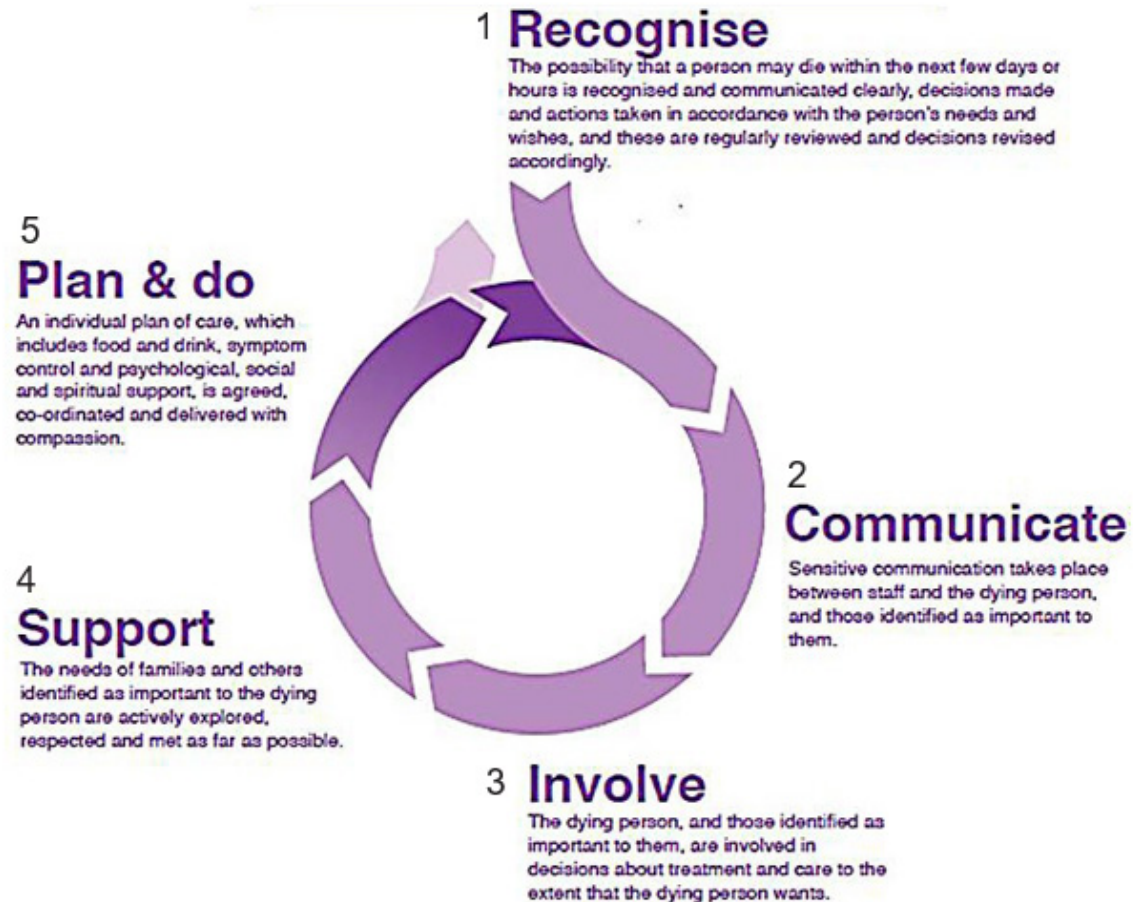 1 Recognise
The possibility that a person may die within the next few days or
hours is recognised and communicated clearly, decisions made
and actions taken in accordance with the person's needs and
wishes, and these are regularly reviewed and decisions revised
accordingly.
2
Communicate
Sensitive communication takes place
between staff and the dying person,
and those identified as important to
them.
3 Involve
The dying person, and those identified as
important to them, are involved in
decisions about treatment and care to the
extent that the dying person wants.
4
Support
The needs of families and others
identified as important to the dying
person are actively explored,
respected and met as far as possible.
5
Plan & do
An individual plan of care, which
includes food and drink, symptom
control and psychological, social
and spiritual support, is agreed,
co-ordinated and delivered with
compassion.